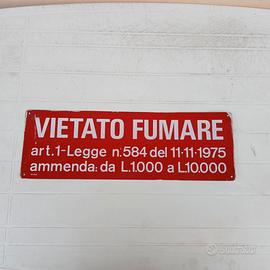 VIETATO FUMARE
art.1-Legge n.584 del 11-11-1975
ammenda: da L.1.000 a L.10.000